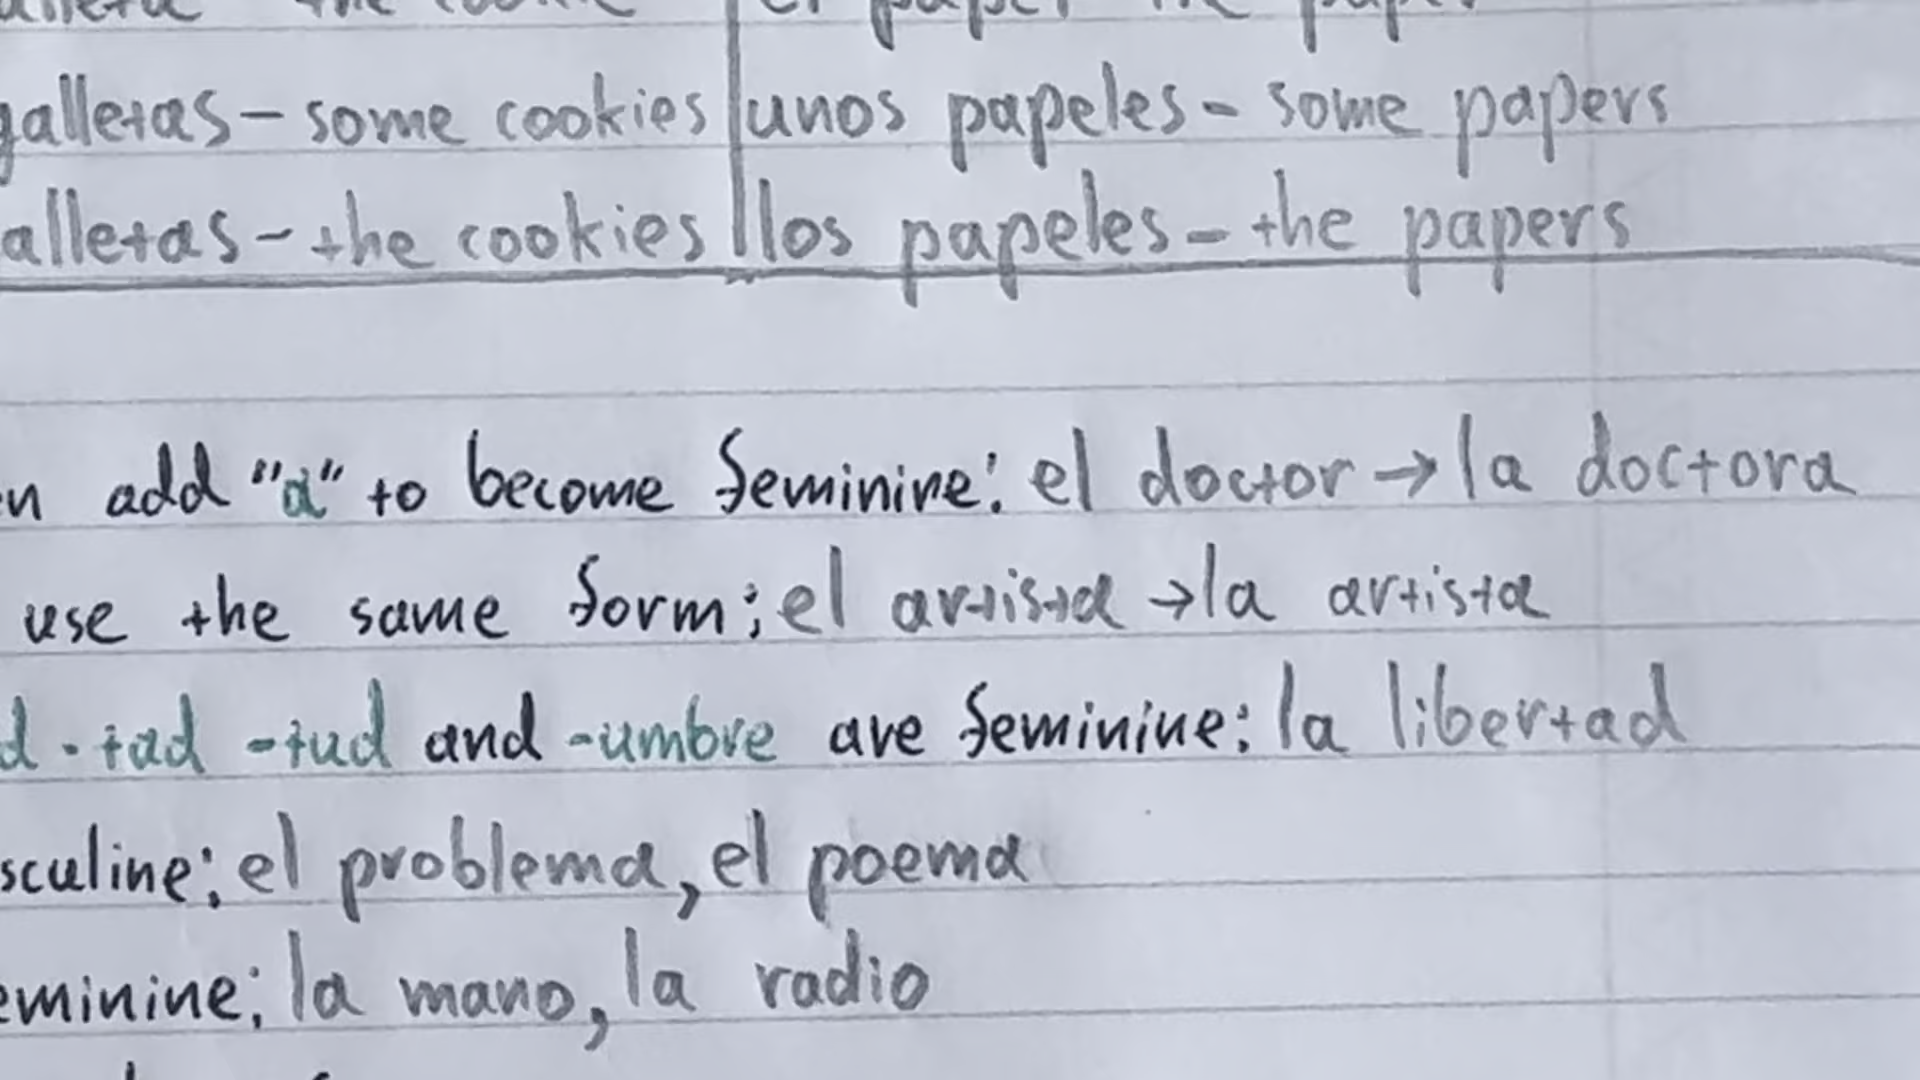 galletas – some cookies | unos papeles – some papers
alletas – the cookies | los papeles – the papers
add "a" to become feminine: el doctor → la doctora
use the same form: el artista → la artista
-tad -tud and -umbre are feminine: la libertad
sculine: el problema, el poema
eminine: la mano, la radio